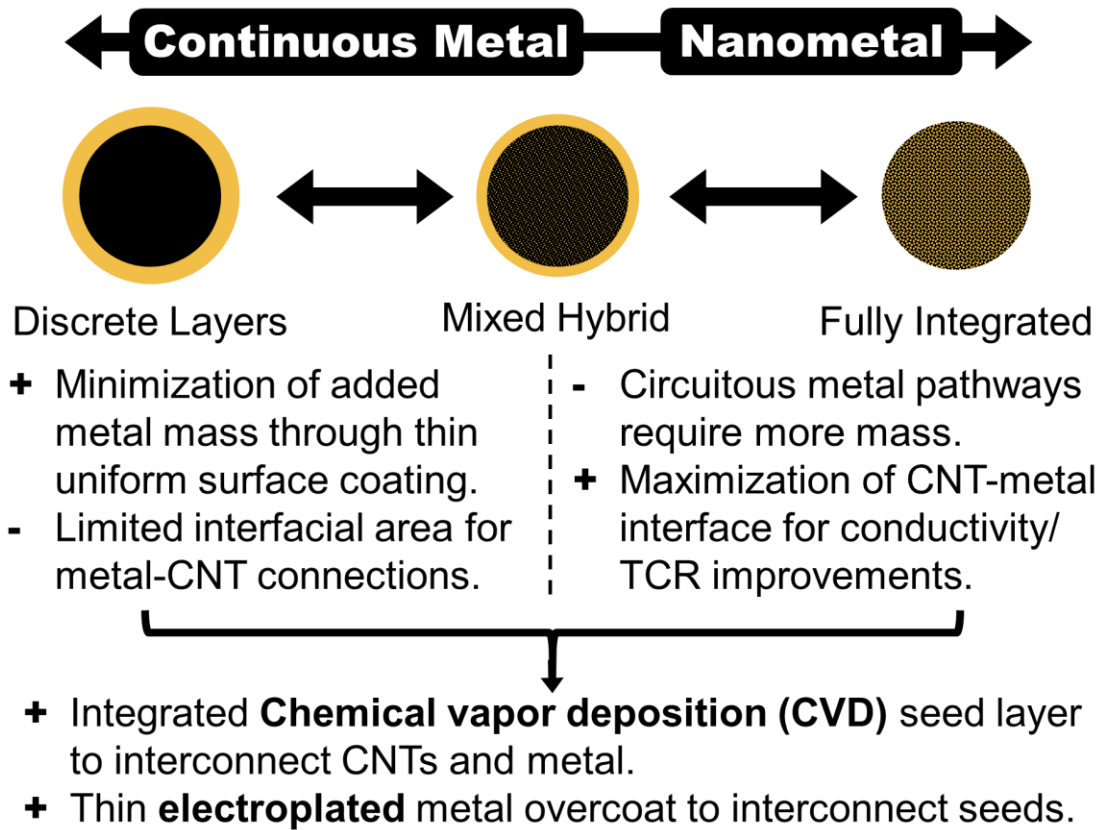 Continuous Metal
Nanometal
Discrete Layers
Mixed Hybrid
Fully Integrated
+ Minimization of added
metal mass through thin
uniform surface coating.
- Limited interfacial area for
metal-CNT connections.
- Circuitous metal pathways
require more mass.
+ Maximization of CNT-metal
interface for conductivity/
TCR improvements.
+ Integrated Chemical vapor deposition (CVD) seed layer
to interconnect CNTs and metal.
+ Thin electroplated metal overcoat to interconnect seeds.